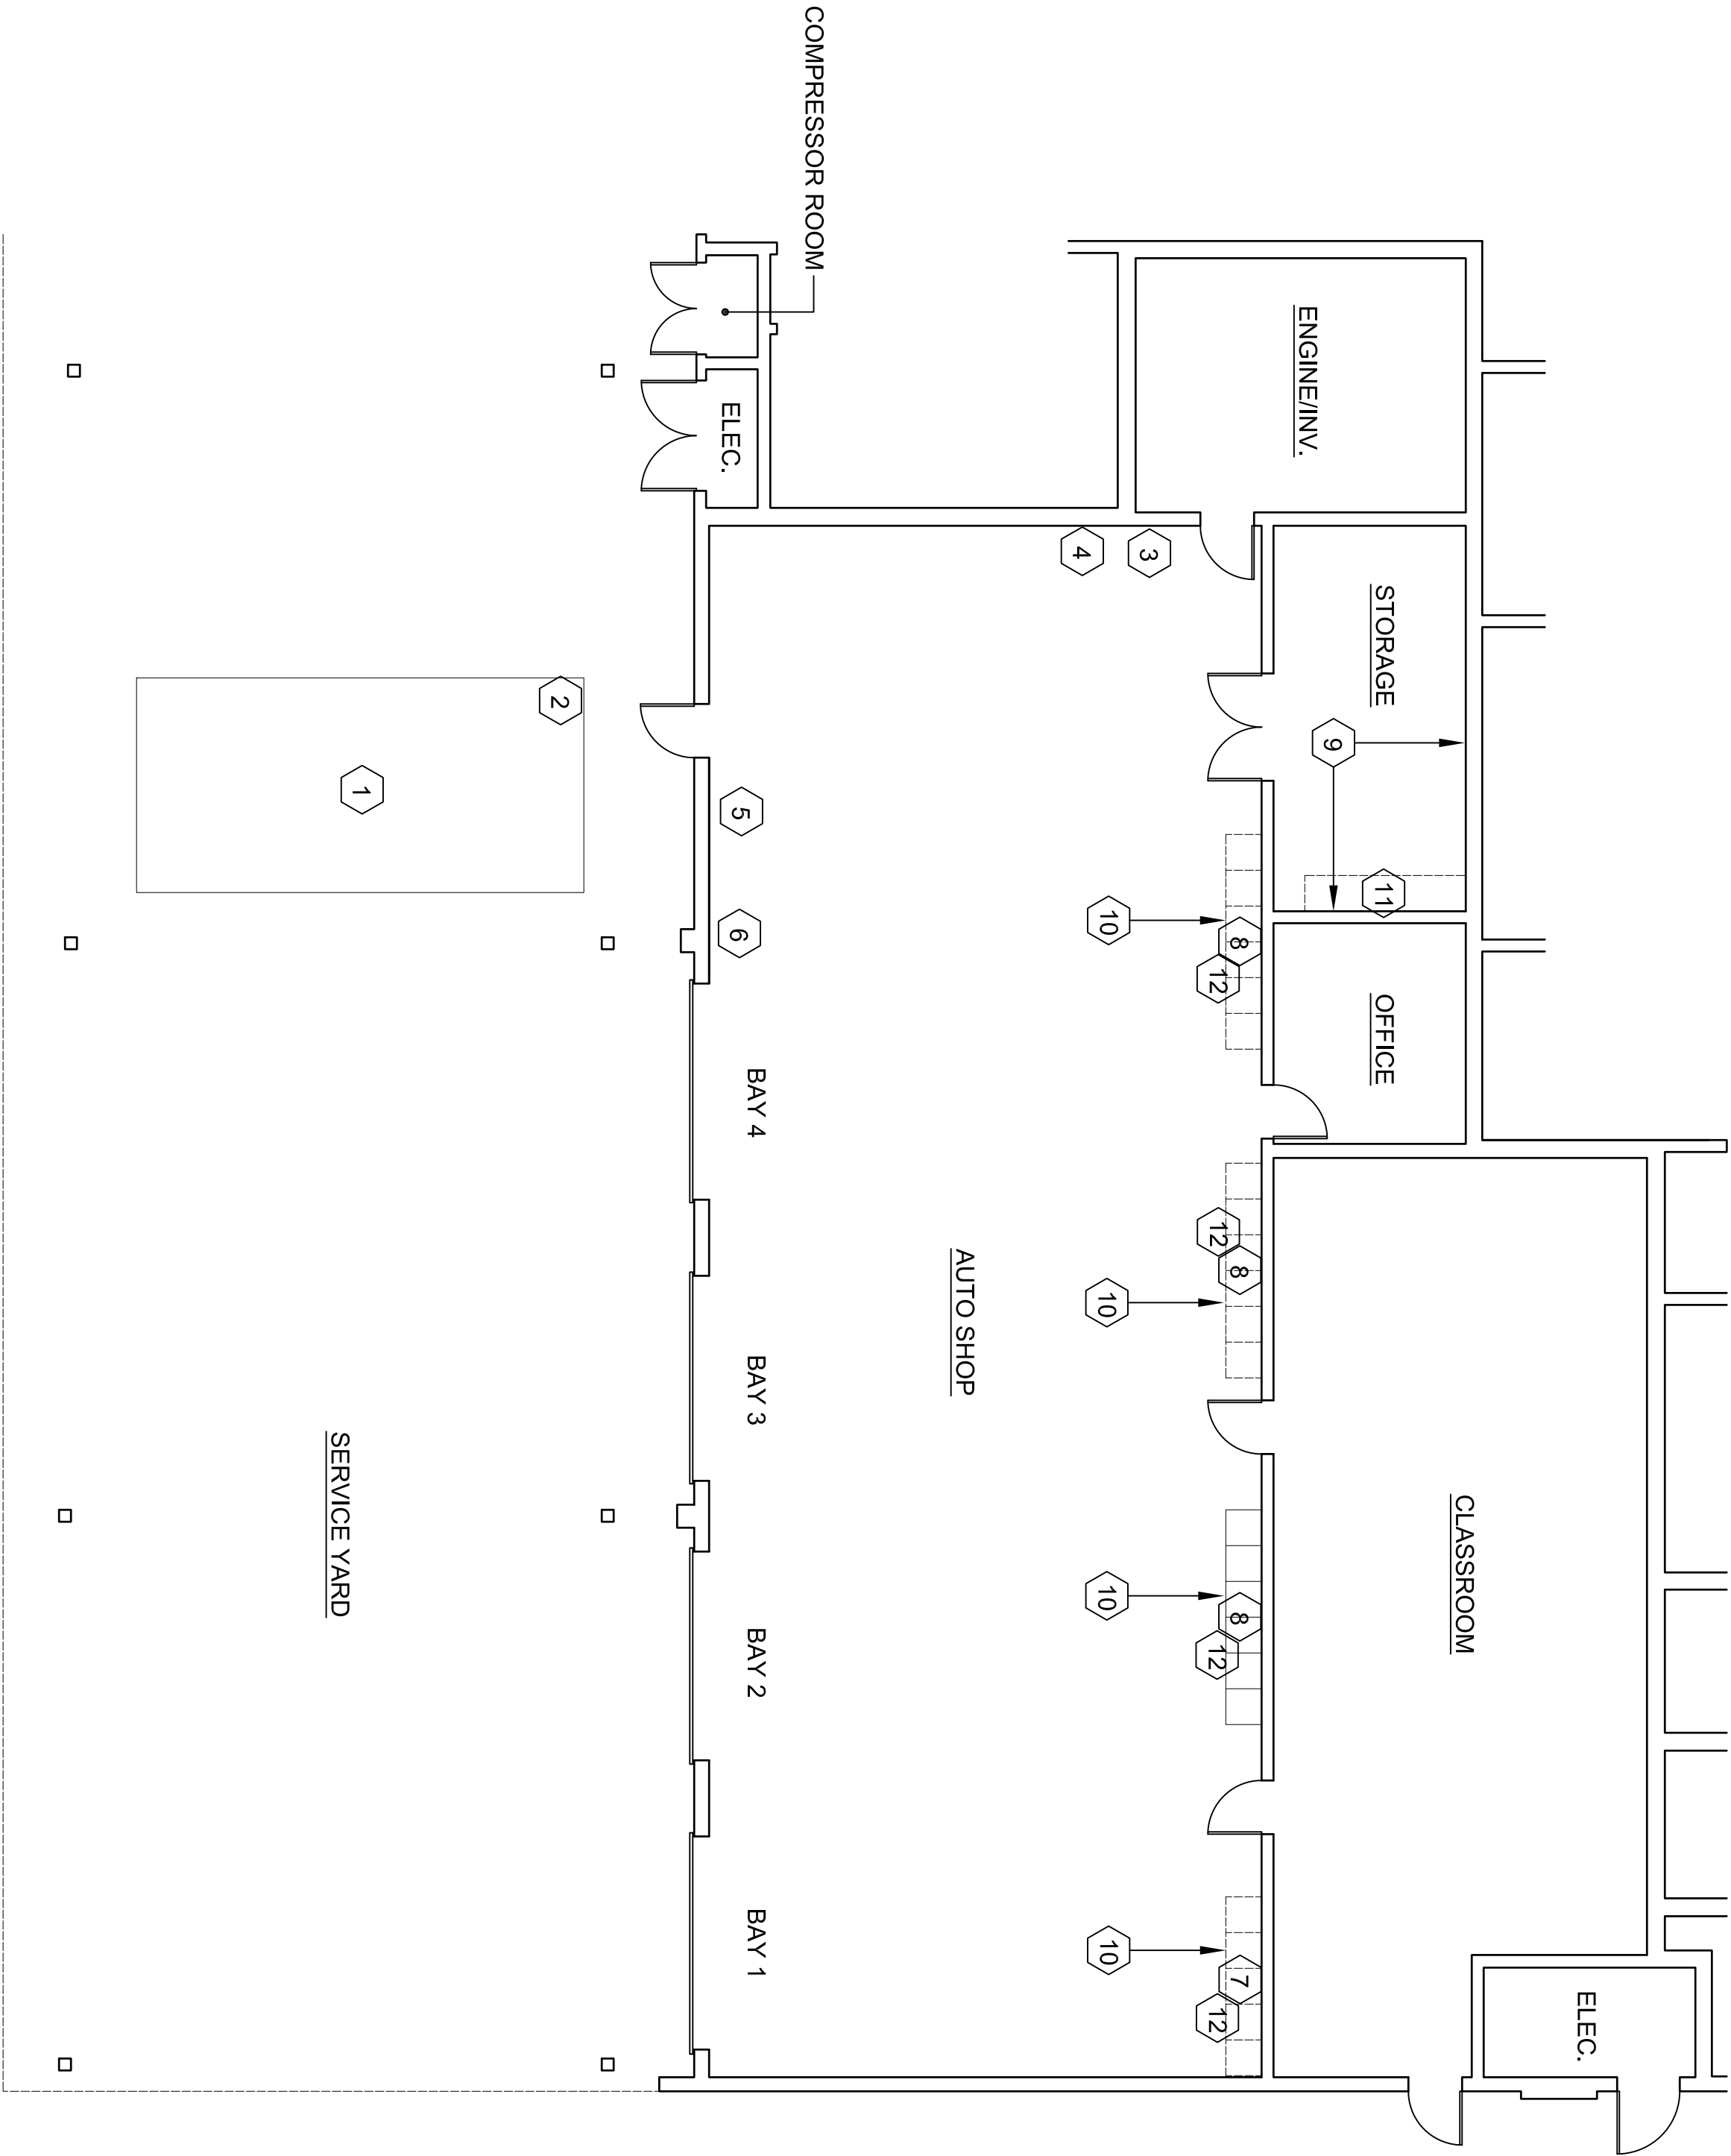 ELEC.
CLASSROOM
STORAGE
11
OFFICE
9
ENGINE/INV.
8
12
12
8
8
12
7
12
3
10
10
10
10
4
AUTO SHOP
COMPRESSOR ROOM
ELEC.
5
6
BAY 4
BAY 3
BAY 2
BAY 1
2
1
SERVICE YARD